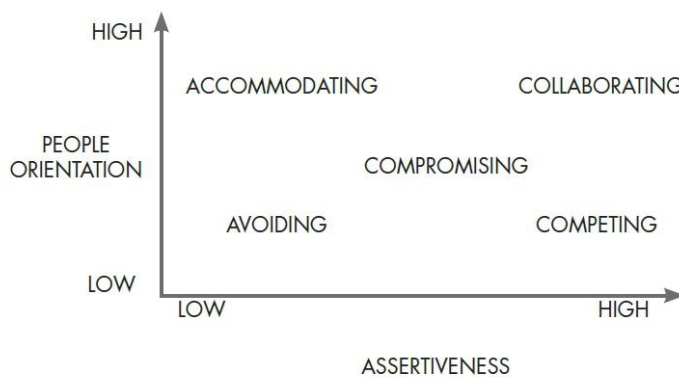 HIGH
ACCOMMODATING
COLLABORATING
PEOPLE
ORIENTATION
COMPROMISING
AVOIDING
COMPETING
LOW
LOW
HIGH
ASSERTIVENESS